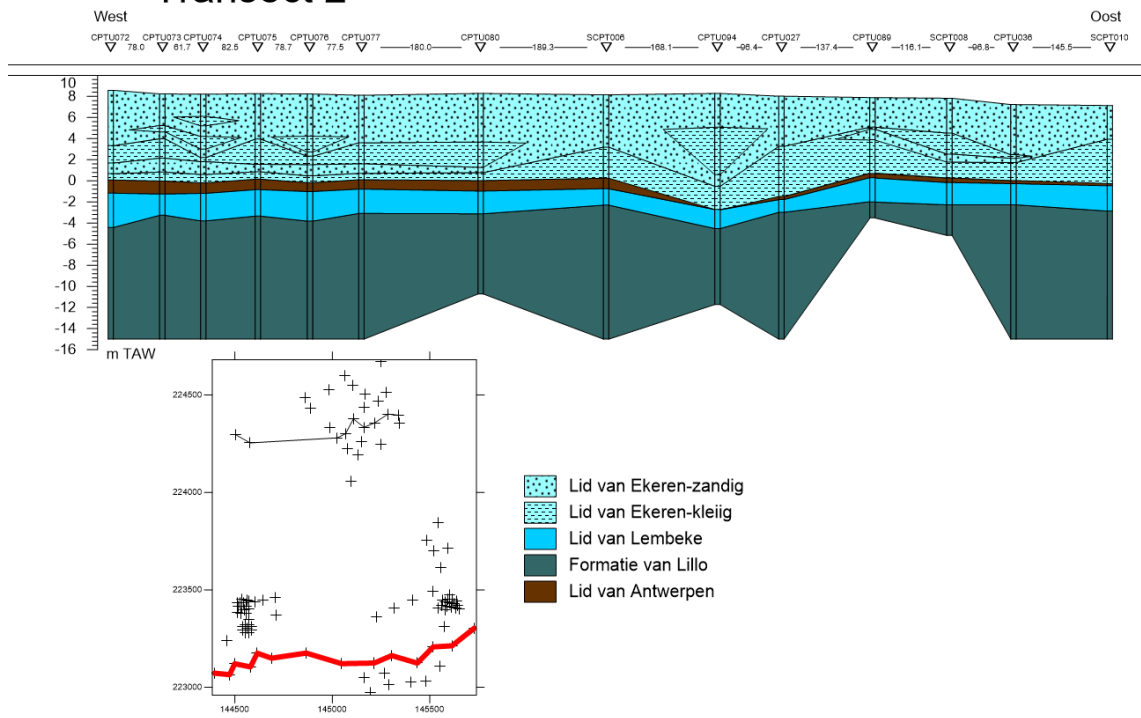 Transect 2
West Oost
CPTU072 CPTU073 CPTU074 CPTU075 CPTU076 CPTU077 CPTU080 SCPT006 CPTU094 CPTU027 CPTU089 SCPT008 CPTU036 SCPT010
78.0 61.7 82.5 78.7 77.5 180.0 189.3 168.1 96.4 137.4 116.1 96.8 145.5
10
8
6
4
2
0
-2
-4
-6
-8
-10
-12
-14
-16
m TAW
224500
224000
223500
223000
144500 145000 145500
Lid van Ekeren-zandig
Lid van Ekeren-kleiig
Lid van Lembeke
Formatie van Lillo
Lid van Antwerpen